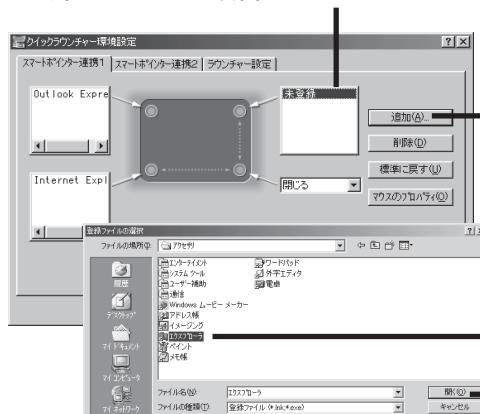 クイックラウンチャー環境設定
スマートポインター連携1 スマートポインター連携2 ラウンチャー設定
Outlook Expre
未登録
追加(A)...
削除(D)
標準に戻す(U)
Internet Expl
閉じる
マウスのプロパティ(O)
登録ファイルの選択
ファイルの場所(I): アクセサリ
履歴
デスクトップ
マイ ドキュメント
マイ コンピュータ
マイ ネットワーク
エンターテイメント
システム ツール
ユーザー補助
通信
Windows ムービー メーカー
アドレス帳
イメージング
エクスプローラ
ペイント
メモ帳
ワードパッド
外字エディタ
電卓
ファイル名(N): エクスプローラ
開く(O)
ファイルの種類(T): 登録ファイル (*.lnk;*.exe)
キャンセル